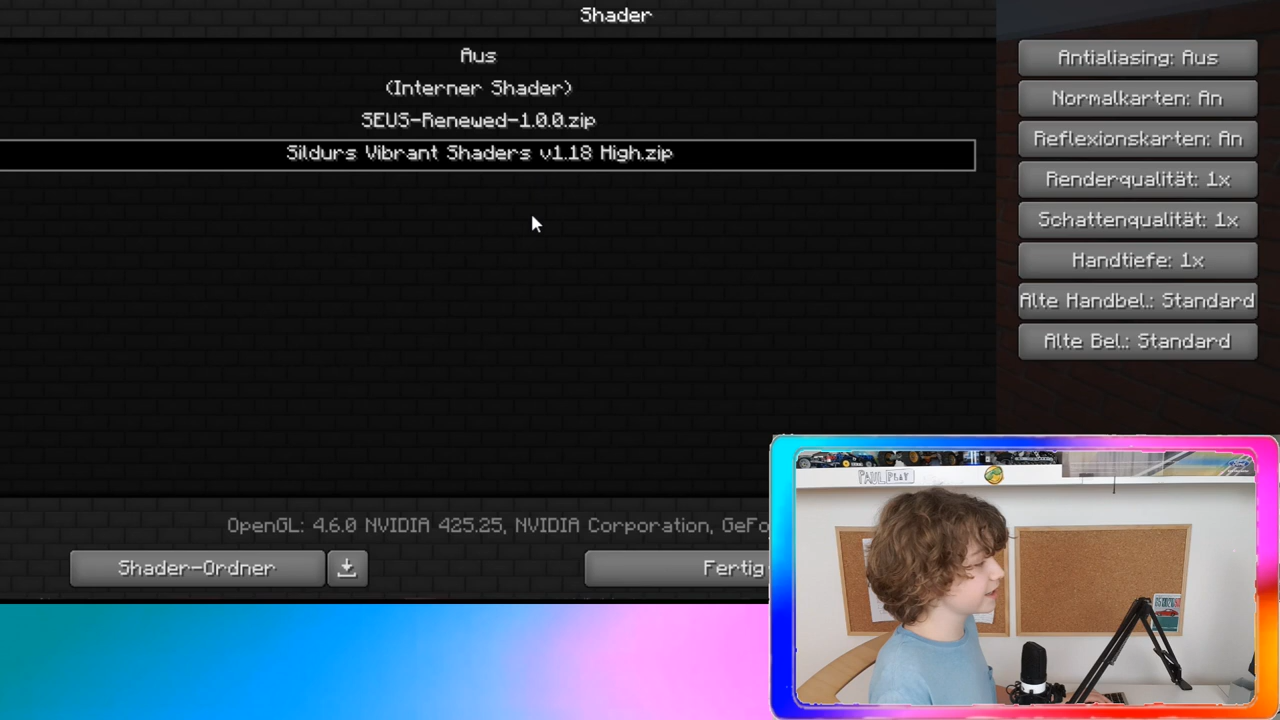 Shader
Aus
(Interner Shader)
SEUS-Renewed-1.0.0.zip
Sildurs Vibrant Shaders v1.18 High.zip
Antialiasing: Aus
Normalkarten: An
Reflexionskarten: An
Renderqualität: 1x
Schattenqualität: 1x
Handtiefe: 1x
Alte Handbel.: Standard
Alte Bel.: Standard
OpenGL: 4.6.0 NVIDIA 425.25, NVIDIA Corporation, GeFo
Shader-Ordner
Fertig
PAUL PLAY